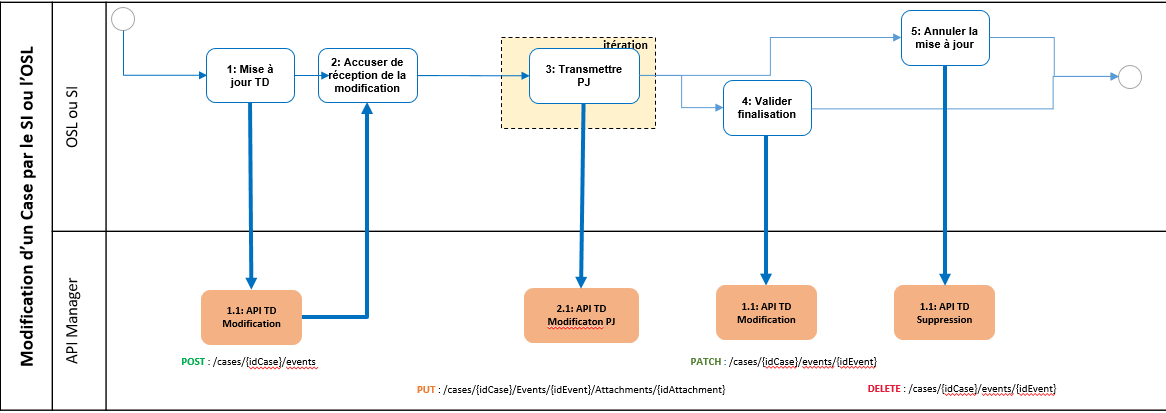 Modification d'un Case par le SI ou l'OSL
OSL ou SI
1: Mise à
jour TD
2: Accuser de
réception de la
modification
itération
3: Transmettre
PJ
4: Valider
finalisation
5: Annuler la
mise à jour
API Manager
1.1: API TD
Modification
2.1: API TD
Modificaton PJ
1.1: API TD
Modification
1.1: API TD
Suppression
POST : /cases/{idCase}/events
PATCH : /cases/{idCase}/events/{idEvent}
PUT : /cases/{idCase}/Events/{idEvent}/Attachments/{idAttachment}
DELETE : /cases/{idCase}/events/{idEvent}